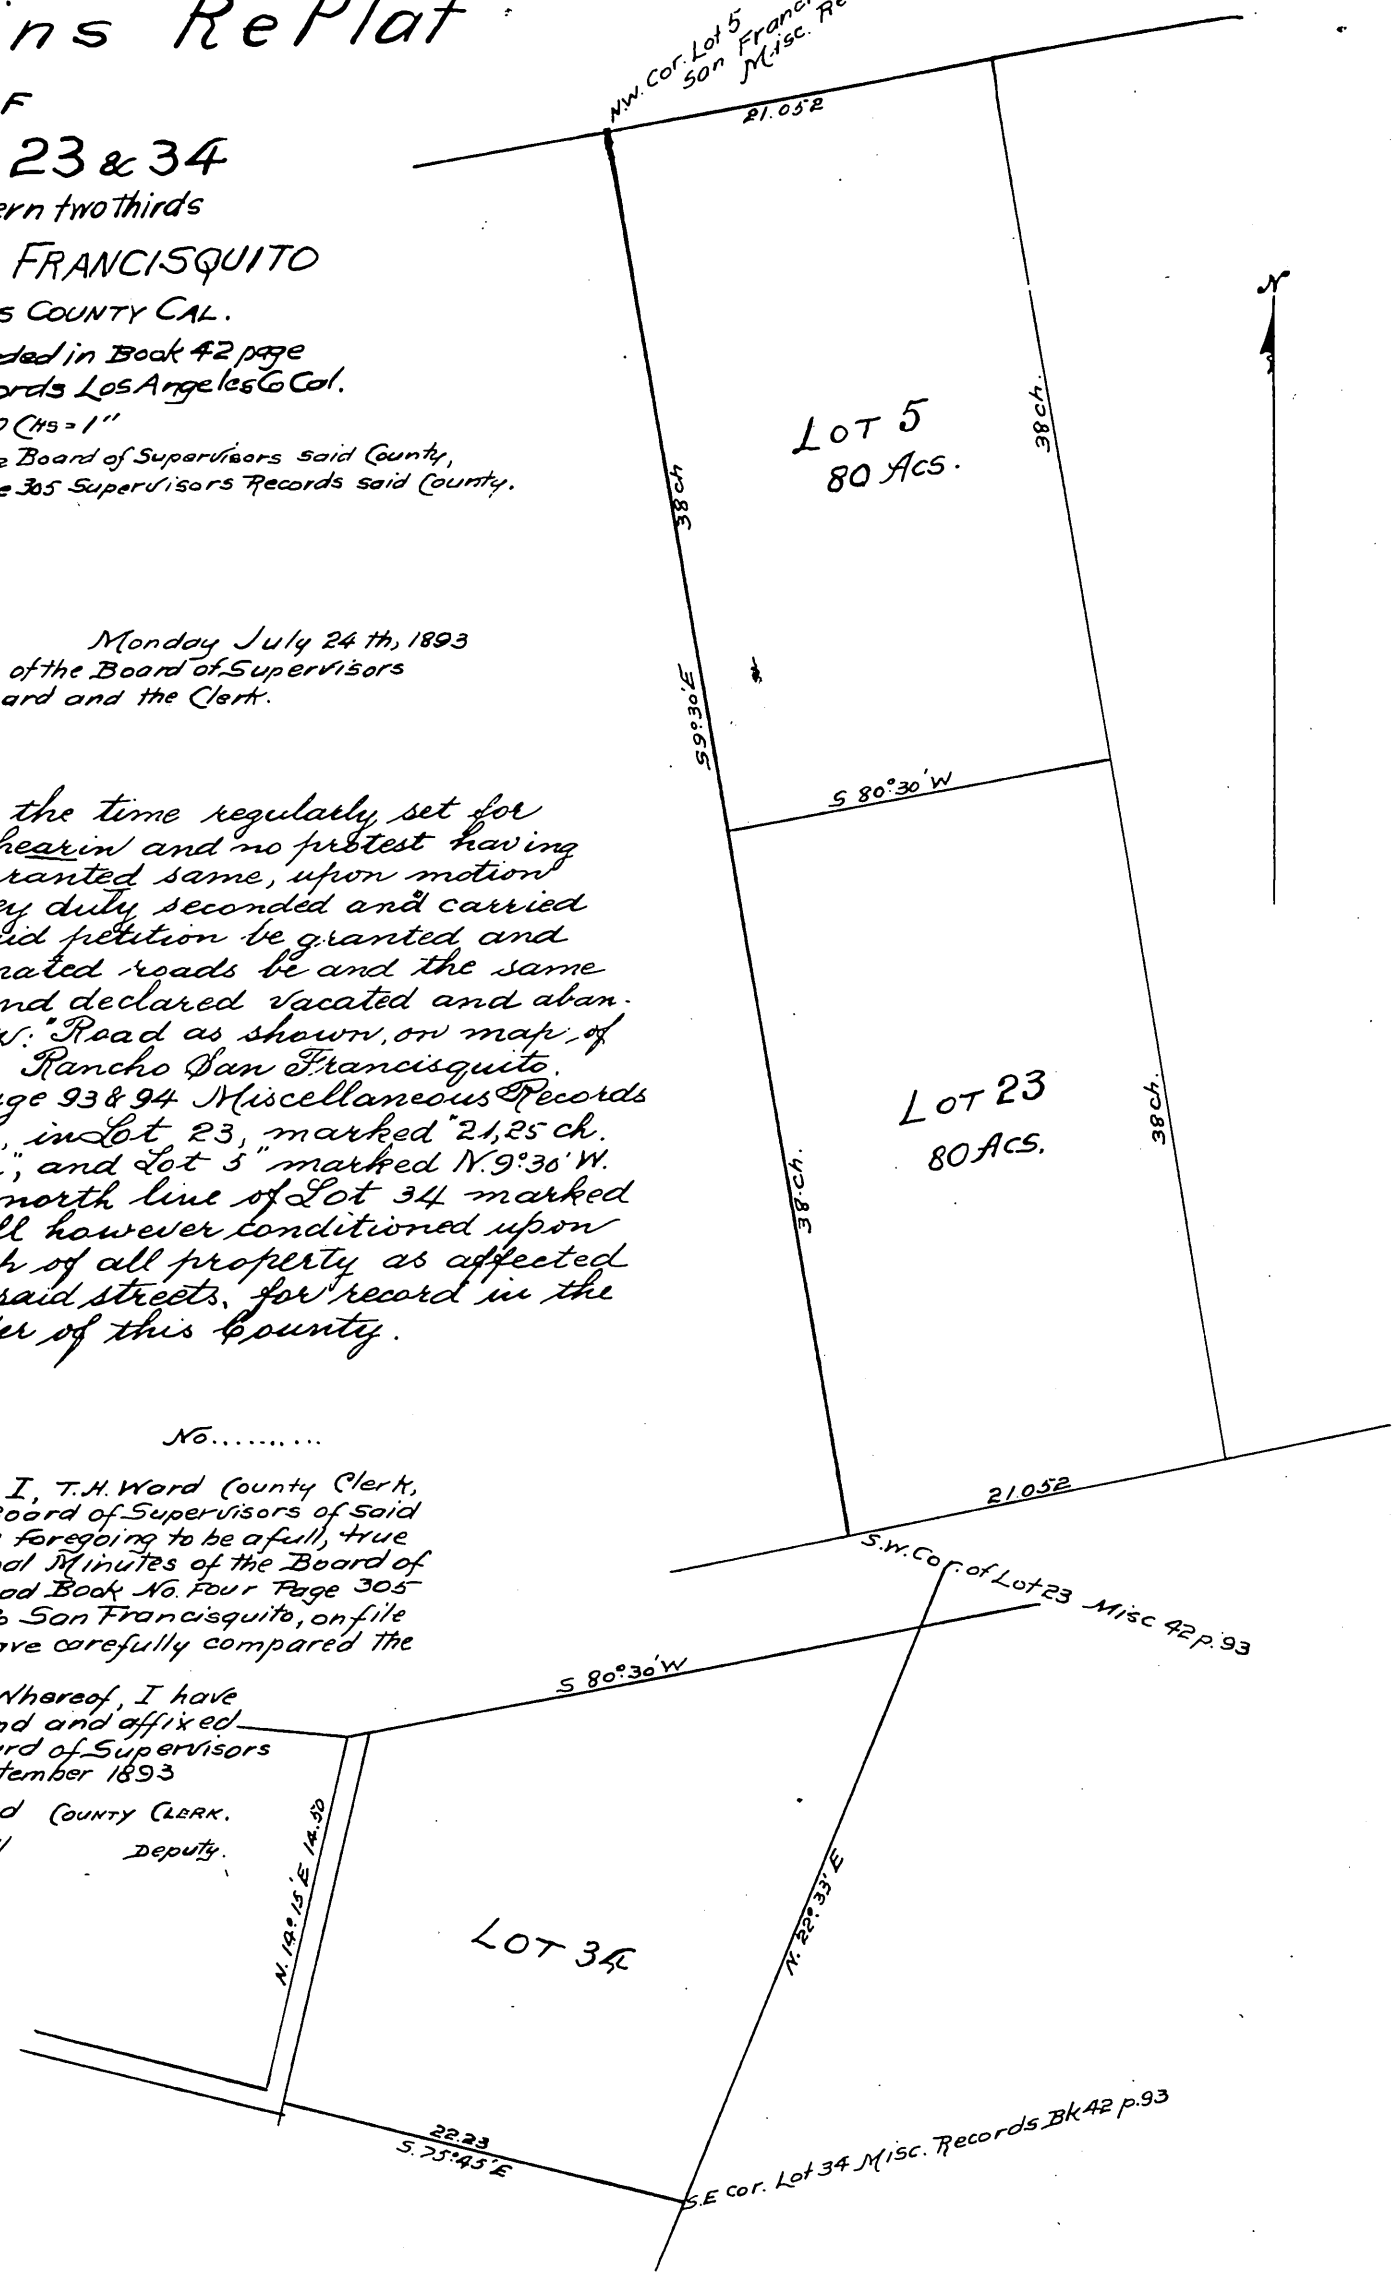 ns RePlat
F
23 & 34
ern two thirds
FRANCISQUITO
S COUNTY CAL.
ded in Book 42 page
ords Los Angeles Co Cal.
0 Chs = 1"
e Board of Supervisors said County,
e 305 Supervisors Records said County.
Monday July 24 th, 1893
of the Board of Supervisors
ard and the Clerk.
the time regularly set for
hearin and no protest having
ranted same, upon motion
ey duly seconded and carried
id petition be granted and
nated roads be and the same
nd declared vacated and aban-
w: "Road as shown, on map of
Rancho San Francisquito.
ge 93 & 94 Miscellaneous Records
, in Lot 23, marked "21,25 ch.
", and Lot 5" marked N. 9° 30' W.
north line of Lot 34 marked
ll however conditioned upon
h of all property as affected
said streets, for record in the
er of this County.
No..........
I, T.H. Ward County Clerk,
Board of Supervisors of said
foregoing to be a full, true
nal Minutes of the Board of
ad Book No. Four Page 305
o San Francisquito, on file
ave carefully compared the
Whereof, I have
nd and affixed
rd of Supervisors
tember 1893
d COUNTY CLERK.
Deputy.
N.W. Cor. Lot 5
San Franci
Misc. Re
21.052
N
LOT 5
80 Acs.
38 ch
38 ch.
S 9° 30' E
S 80° 30' W
LOT 23
80 Acs.
38 ch.
38 ch.
21.052
S.W. Cor. of Lot 23 Misc 42 p. 93
S 80° 30' W
N. 14° 15' E 14.50
LOT 34
N. 22° 33' E
22.23
S. 75° 45' E
S.E Cor. Lot 34 Misc. Records Bk 42 p. 93